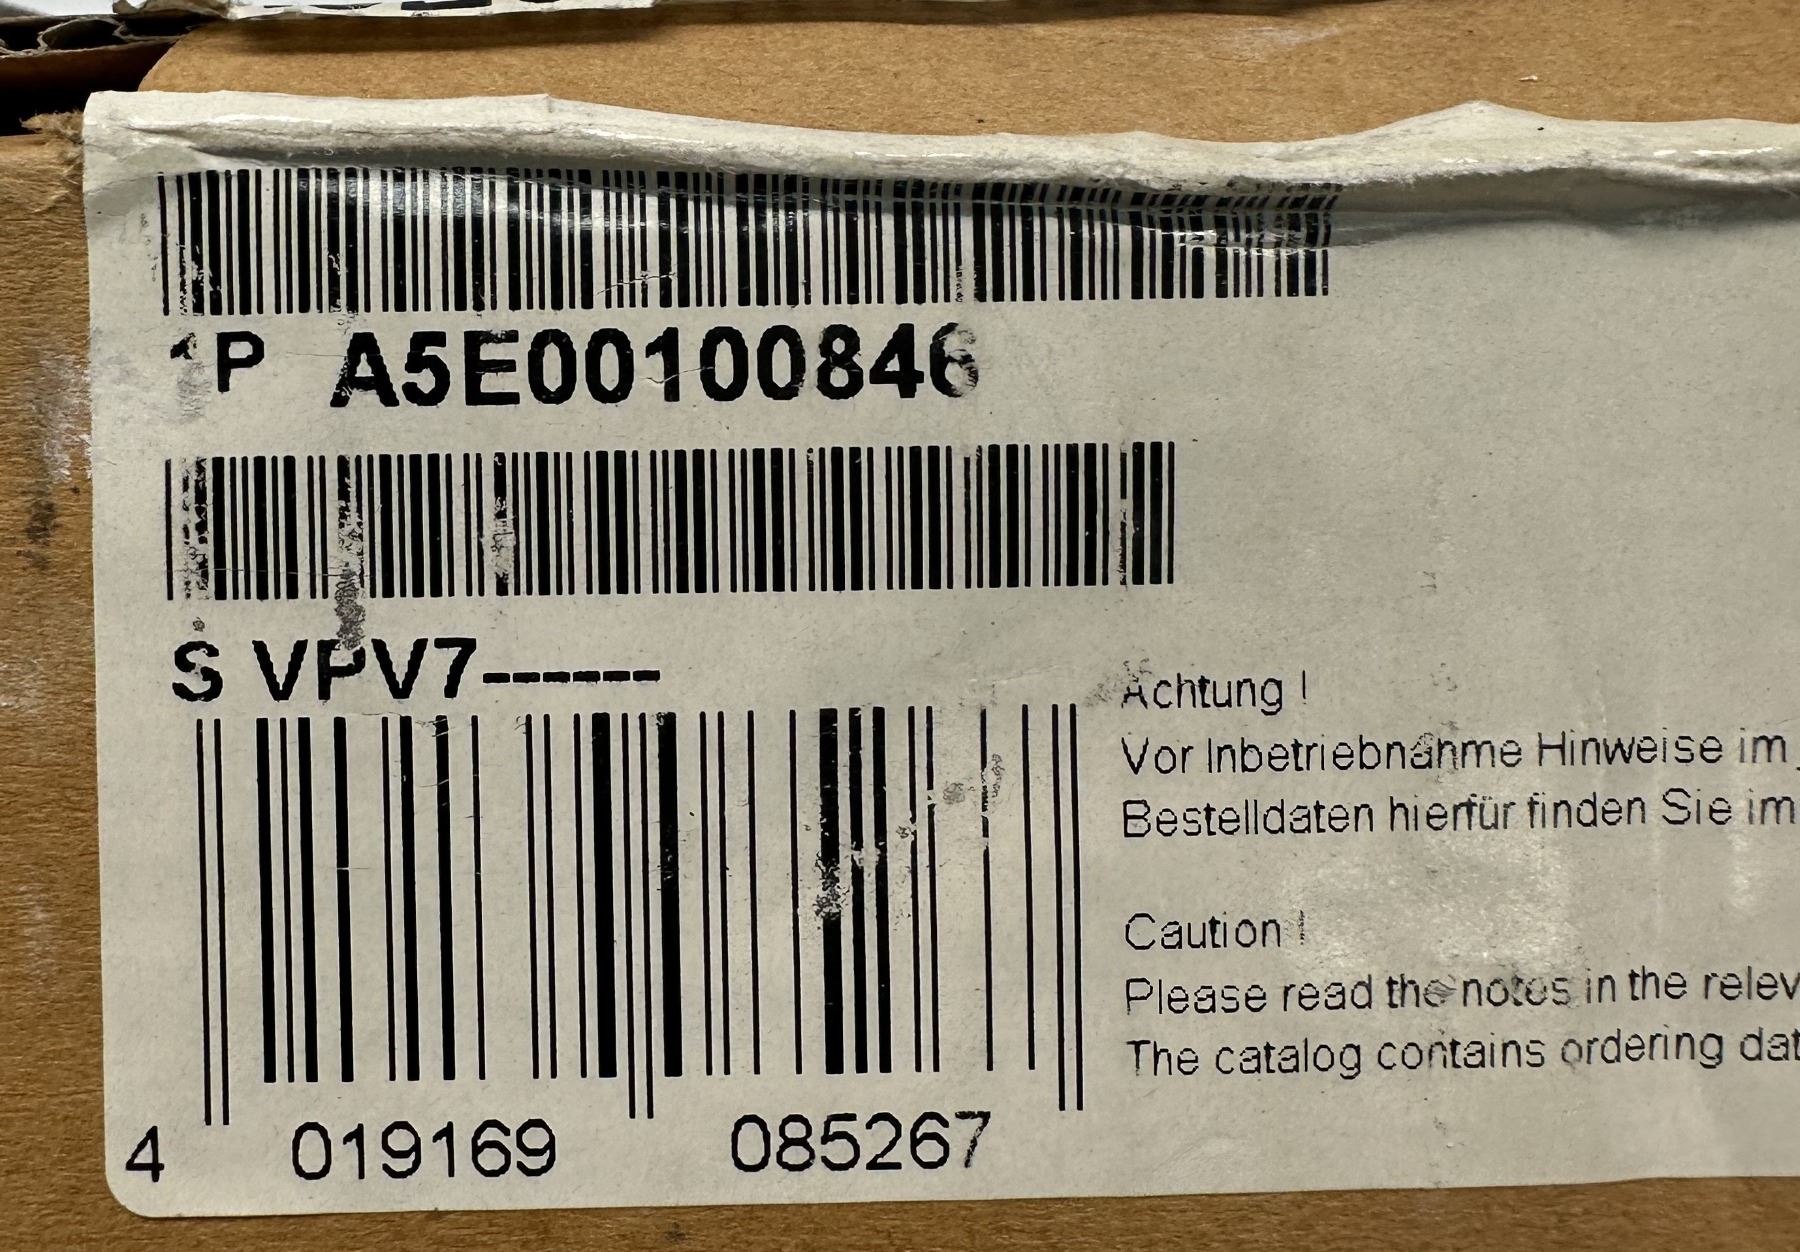 1P A5E00100846
S VPV7------
Achtung !
Vor Inbetriebnahme Hinweise im
Bestelldaten hierfür finden Sie im
Caution !
Please read the notes in the relev
The catalog contains ordering dat
4 019169 085267